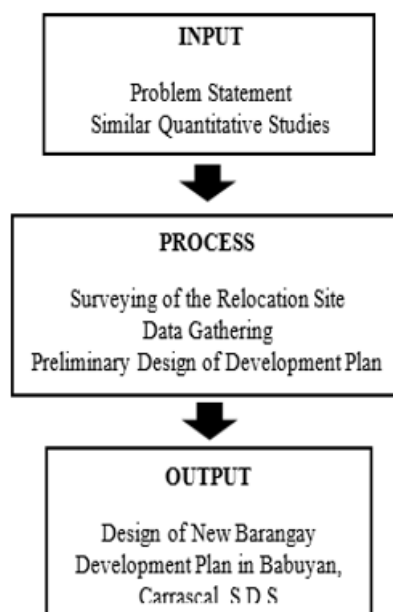 INPUT
Problem Statement
Similar Quantitative Studies
PROCESS
Surveying of the Relocation Site
Data Gathering
Preliminary Design of Development Plan
OUTPUT
Design of New Barangay
Development Plan in Babuyan,
Carrascal, S.D.S